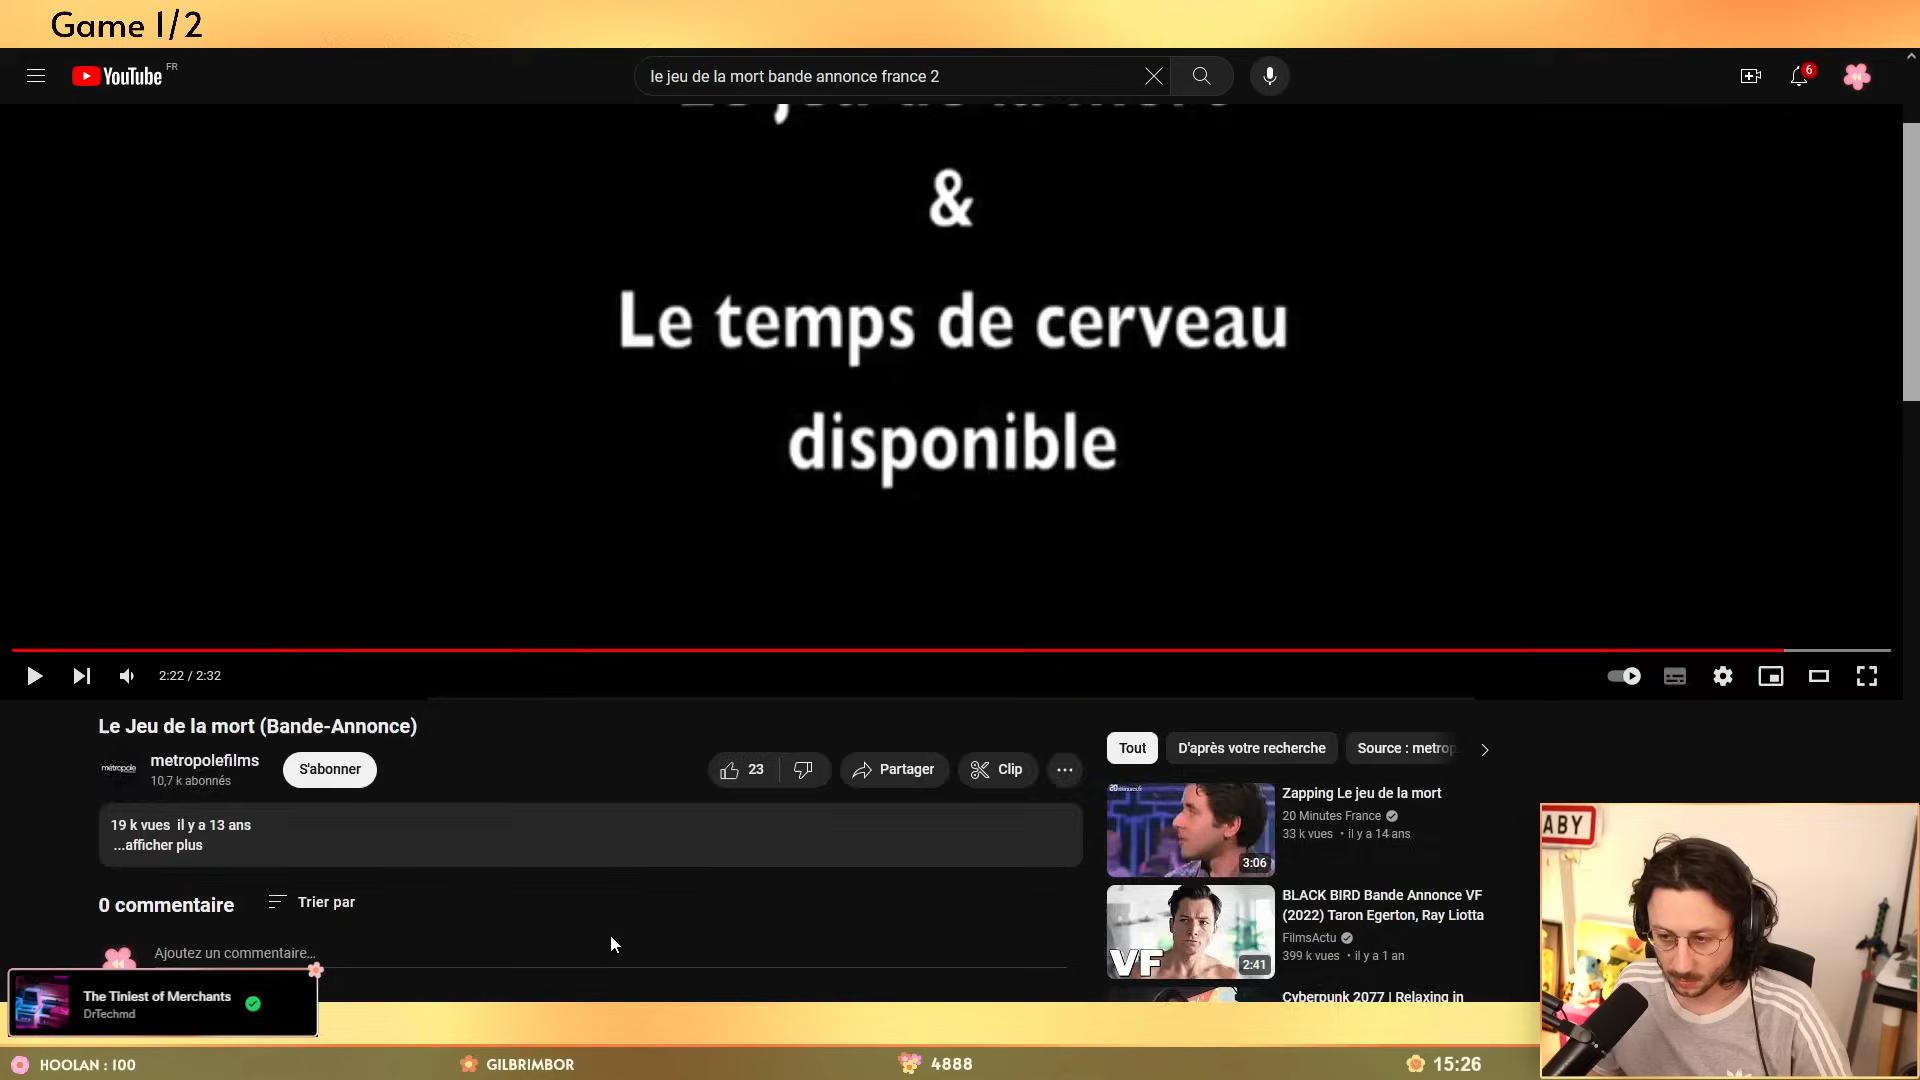 Game 1/2
YouTube FR
le jeu de la mort bande annonce france 2
6
&
Le temps de cerveau
disponible
2:22 / 2:32
Le Jeu de la mort (Bande-Annonce)
métropole
metropolefilms
10,7 k abonnés
S'abonner
23
Partager
Clip
19 k vues il y a 13 ans
...afficher plus
0 commentaire
Trier par
Ajoutez un commentaire...
Tout
D'après votre recherche
Source : metrop
20 minutes.fr
3:06
Zapping Le jeu de la mort
20 Minutes France
33 k vues • il y a 14 ans
VF
2:41
BLACK BIRD Bande Annonce VF
(2022) Taron Egerton, Ray Liotta
FilmsActu
399 k vues • il y a 1 an
Cyberpunk 2077 | Relaxing in
ABY
The Tiniest of Merchants
DrTechmd
HOOLAN : 100
GILBRIMBOR
4888
15:26